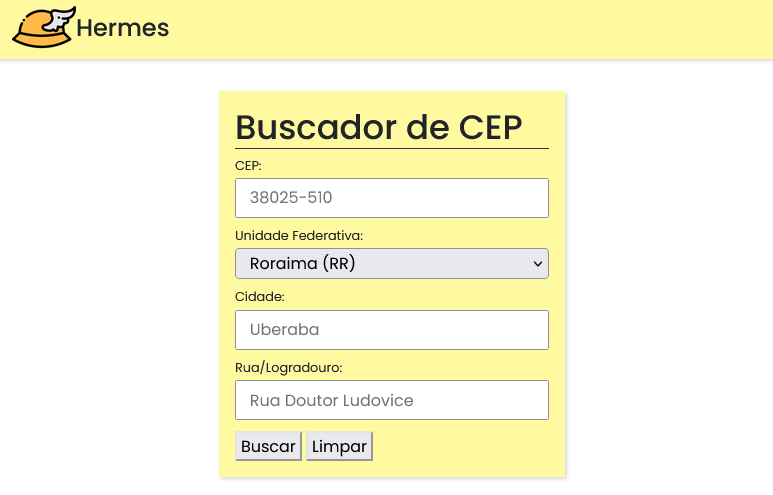 Hermes
Buscador de CEP
CEP:
38025-510
Unidade Federativa:
Roraima (RR)
Cidade:
Uberaba
Rua/Logradouro:
Rua Doutor Ludovice
Buscar Limpar